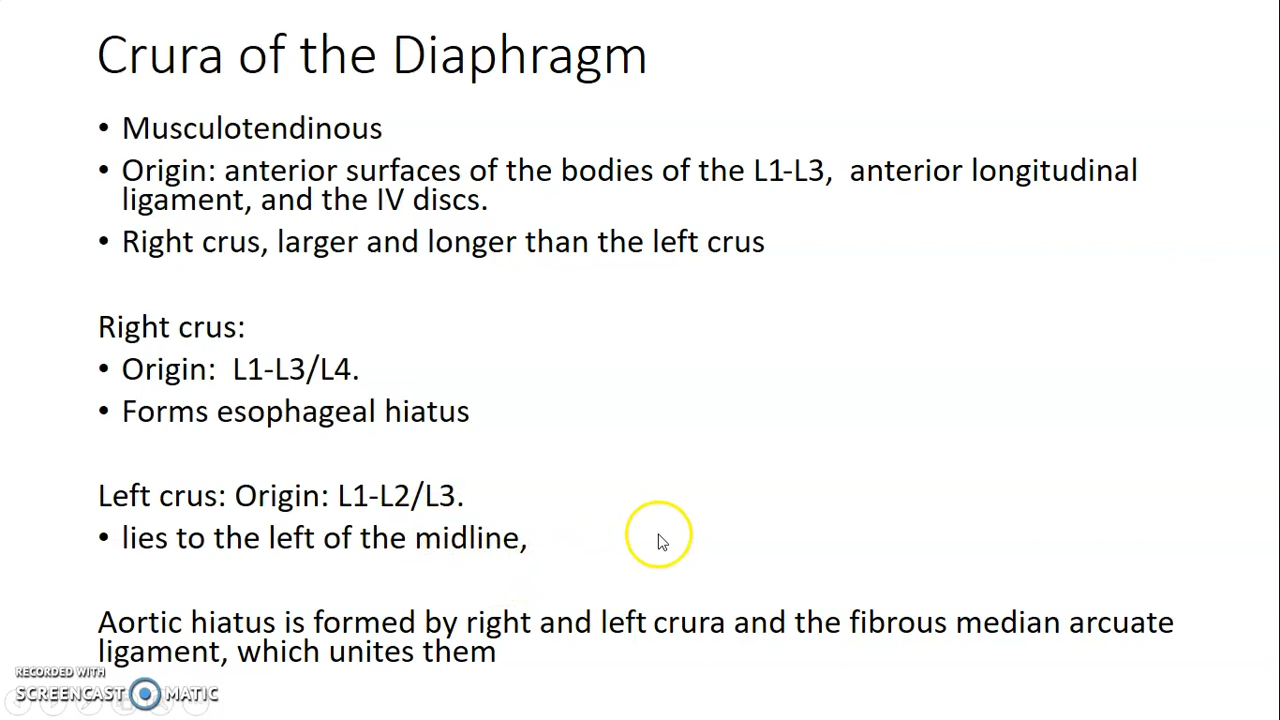 Crura of the Diaphragm
• Musculotendinous
• Origin: anterior surfaces of the bodies of the L1-L3,  anterior longitudinal
ligament, and the IV discs.
• Right crus, larger and longer than the left crus
Right crus:
• Origin:  L1-L3/L4.
• Forms esophageal hiatus
Left crus: Origin: L1-L2/L3.
• lies to the left of the midline,
Aortic hiatus is formed by right and left crura and the fibrous median arcuate
ligament, which unites them
RECORDED WITH
SCREENCAST MATIC